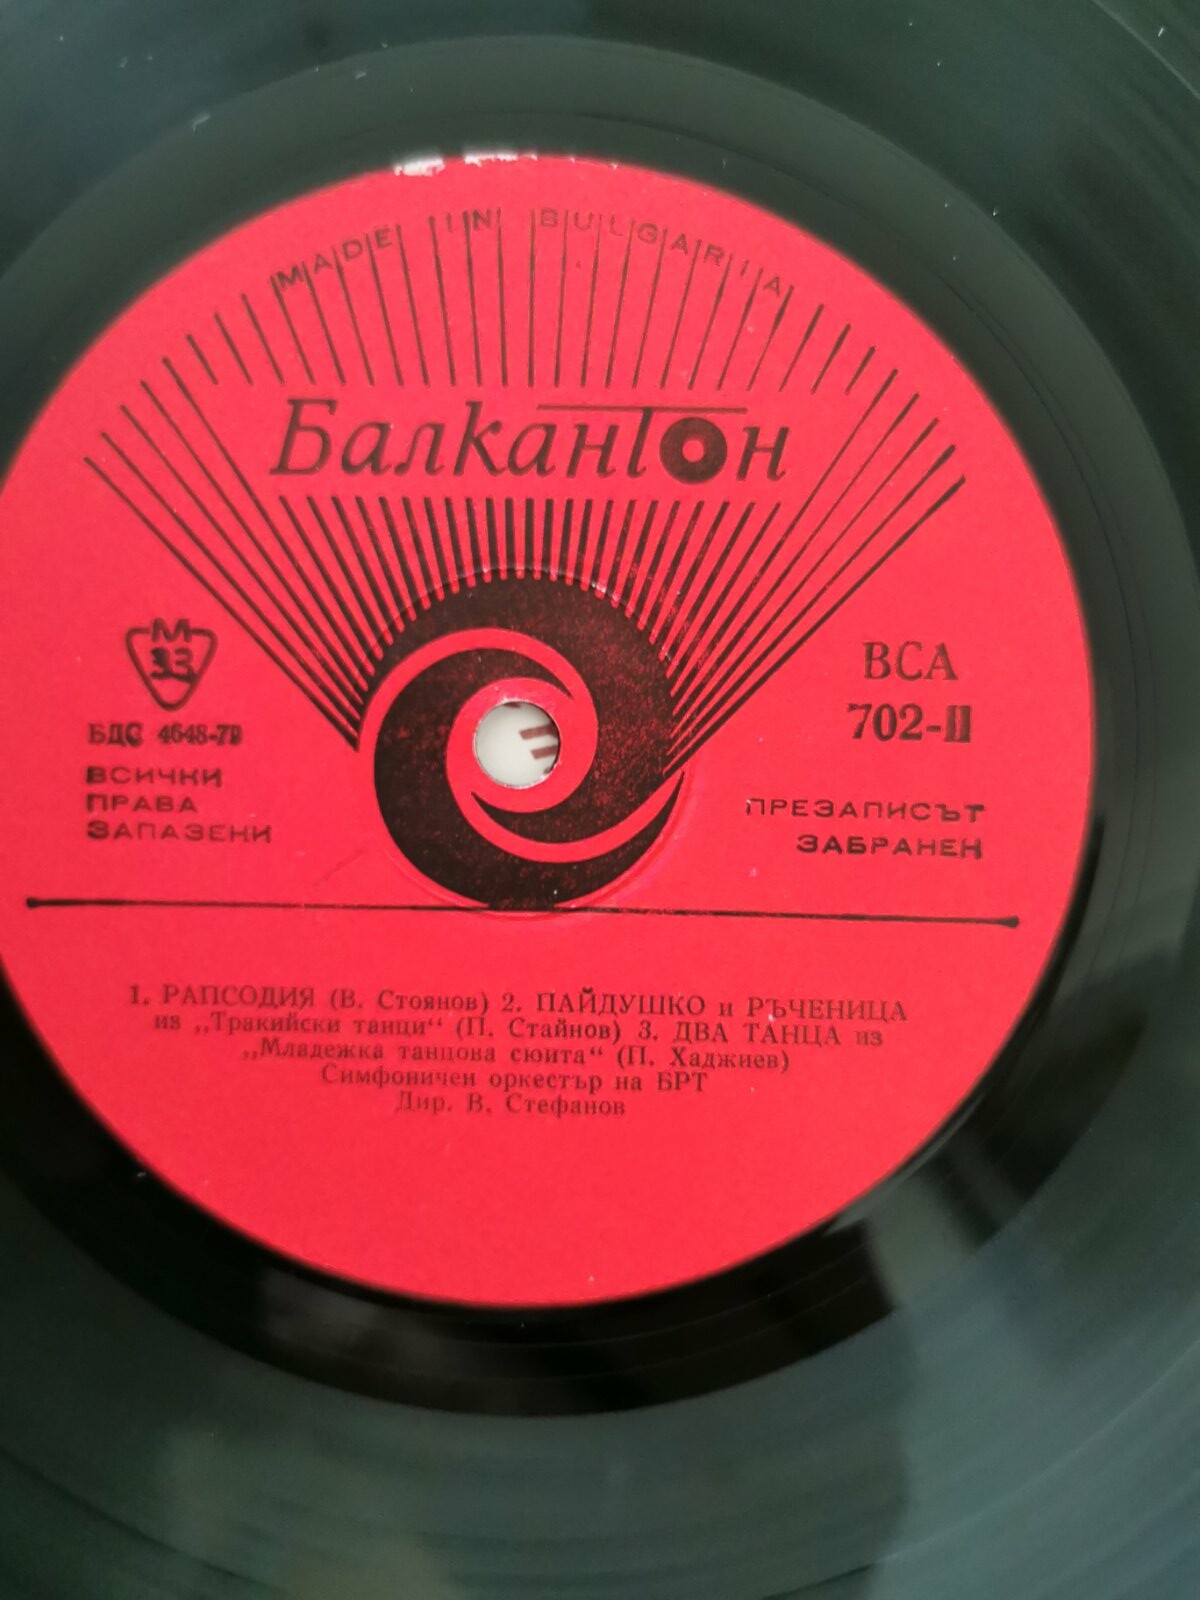 MADE IN BULGARIA
Балкантон
М
33
БДС 4648-71
ВСИЧКИ
ПРАВА
ЗАПАЗЕНИ
ВСА
702-II
ПРЕЗАПИСЪТ
ЗАБРАНЕН
1. РАПСОДИЯ (В. Стоянов) 2. ПАЙДУШКО и РЪЧЕНИЦА
из „Тракийски танци“ (П. Стайнов) 3. ДВА ТАНЦА из
„Младежка танцова сюита“ (П. Хаджиев)
Симфоничен оркестър на БРТ
Дир. В. Стефанов